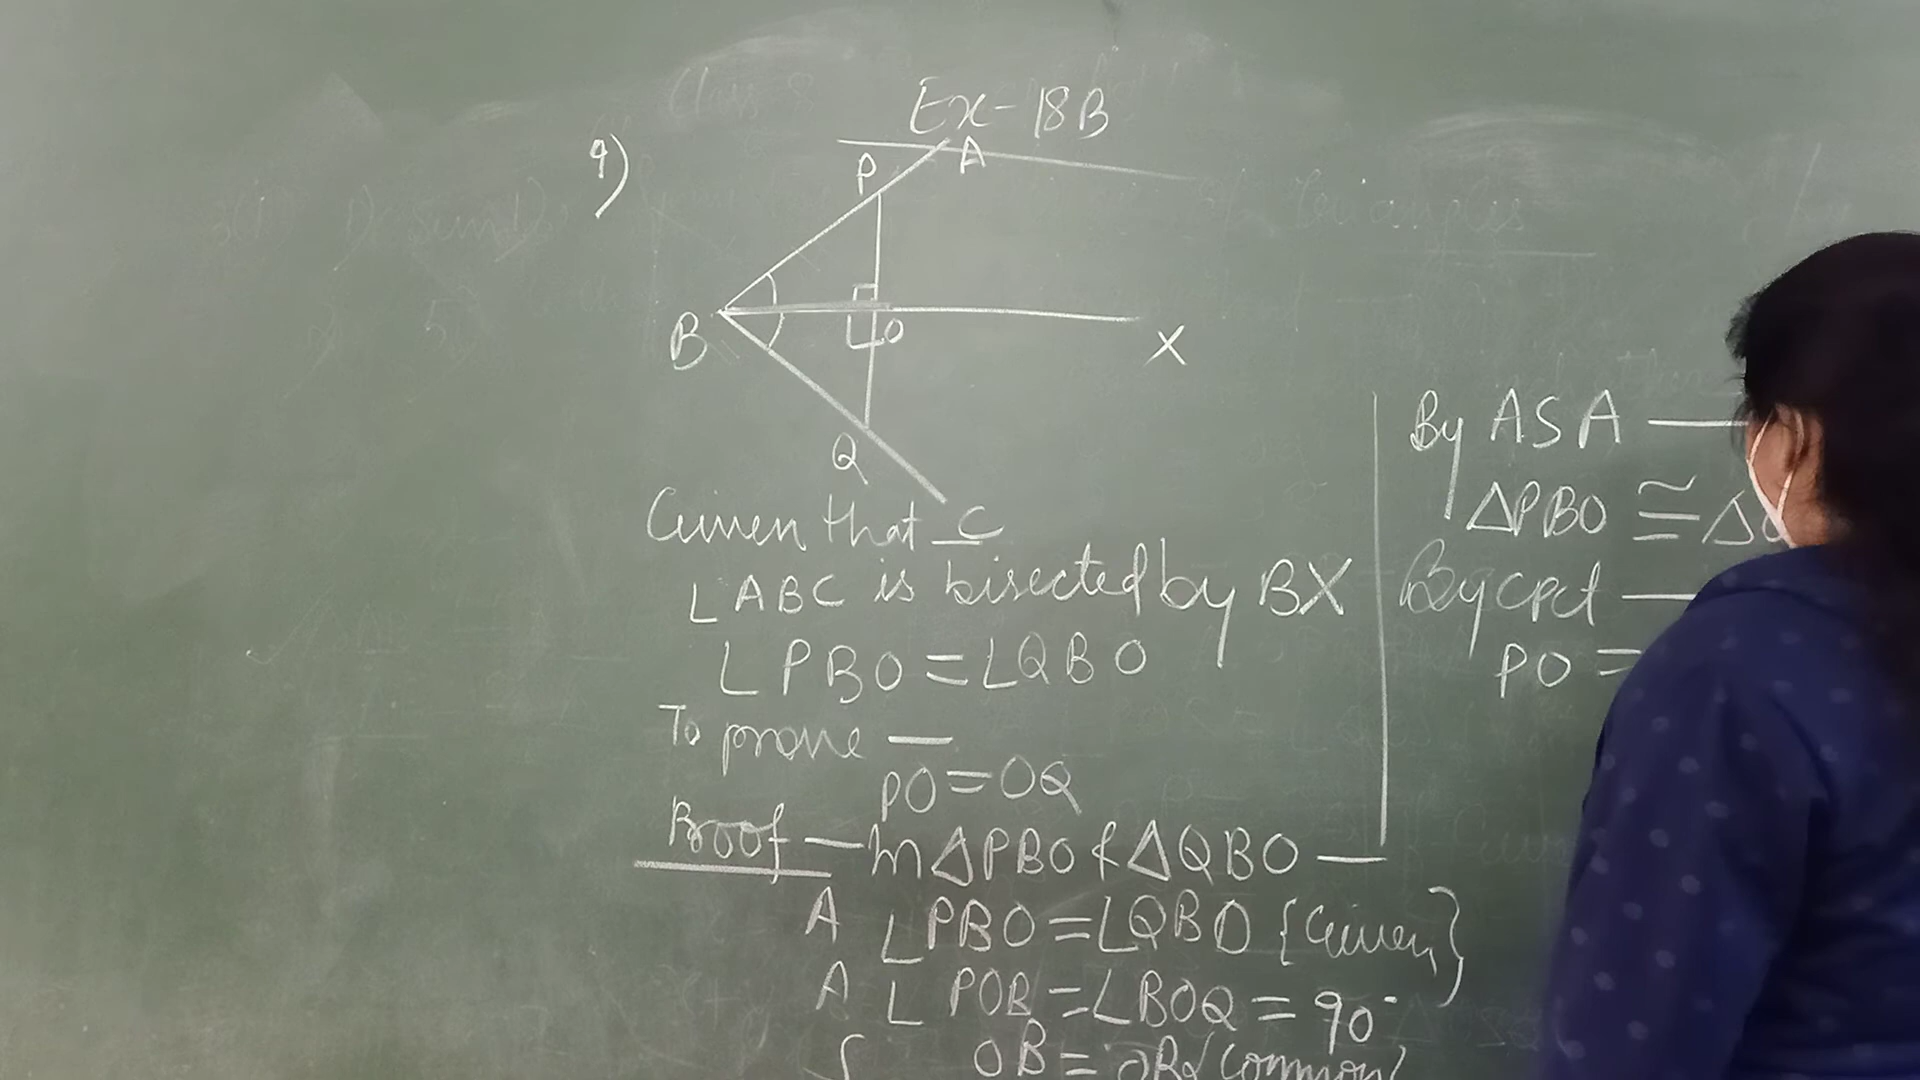 Ex-18B
9)
P
A
B
O
X
Q
C
Given that
∠ABC is bisected by BX
∠PBO = ∠QBO
To prove —
PO = OQ
Proof — In △PBO & △QBO —
A ∠PBO = ∠QBO {Given}
A ∠POB = ∠BOQ = 90°
S OB = OB {Common}
By ASA —
△PBO ≅ △
By cpct —
PO =